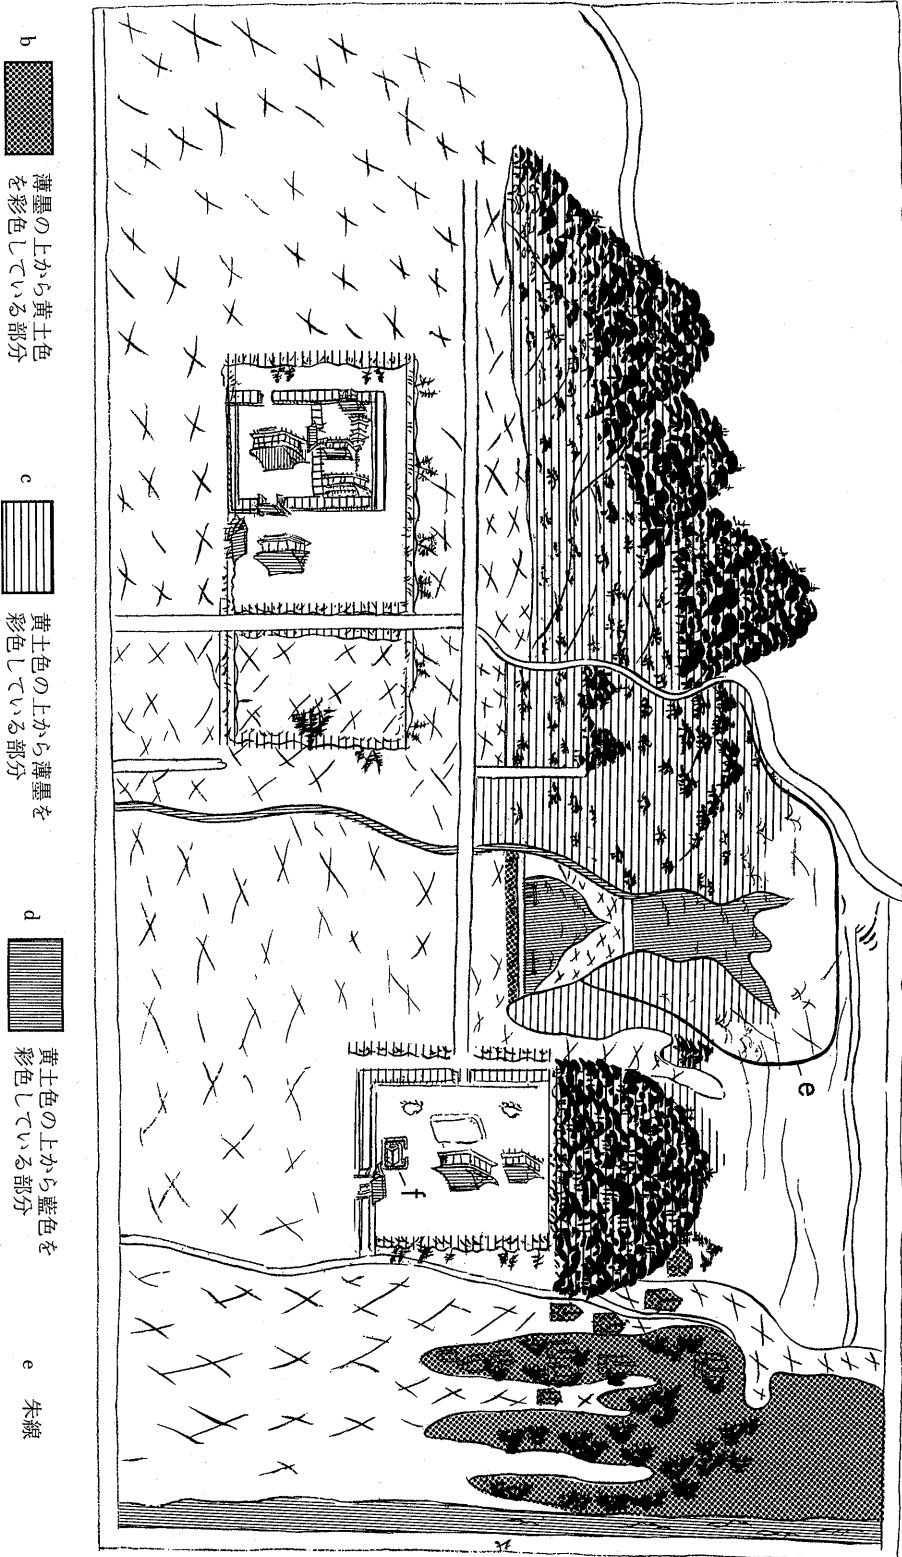 e
f
b
薄墨の上から黄土色
を彩色している部分
c
黄土色の上から薄墨を
彩色している部分
d
黄土色の上から藍色を
彩色している部分
e 朱線